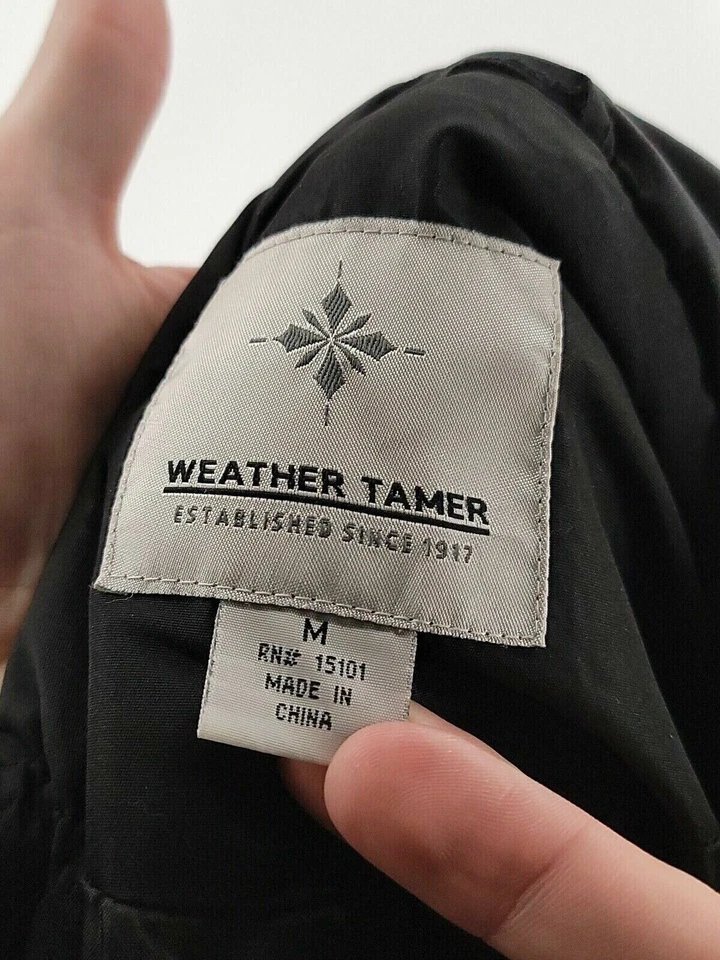 WEATHER TAMER
ESTABLISHED SINCE 1917
M
RN# 15101
MADE IN
CHINA